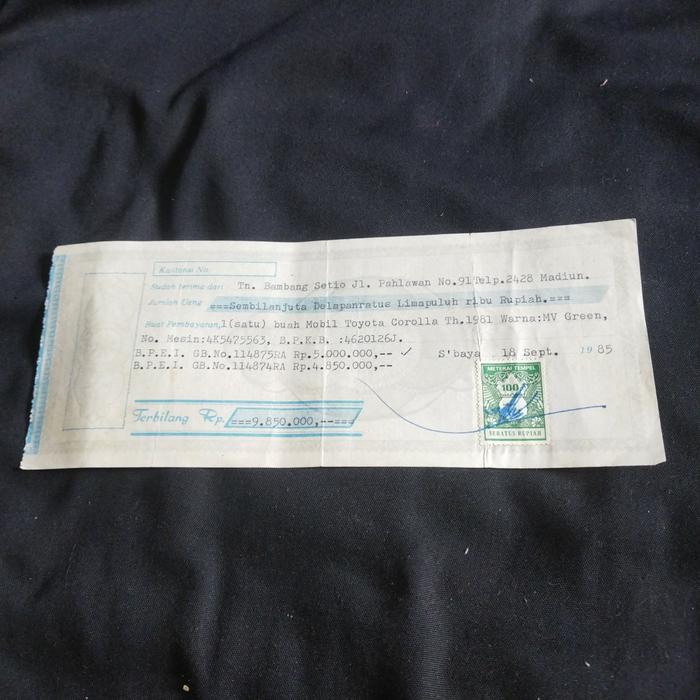 Kwitansi No.
Sudah terima dari Tn. Bambang Setio Jl. Pahlawan No.91Telp.2428 Madiun.
Jumlah Uang ===Sembilanjuta Delapanratus Limapuluh ribu Rupiah.===
Buat Pembayaran,1(satu) buah Mobil Toyota Corolla Th.1981 Warna:MV Green,
No. Mesin:4K5475563, B.P.K.B. :4620126J.
B.P.E.I. GB.No.114875RA Rp.5.000.000,-- ✓ S'baya 18 Sept. 1985
B.P.E.I. GB.No.114874RA Rp.4.850.000,--
METERAI TEMPEL
100
SERATUS RUPIAH
Terbilang Rp. ===9.850.000,--===